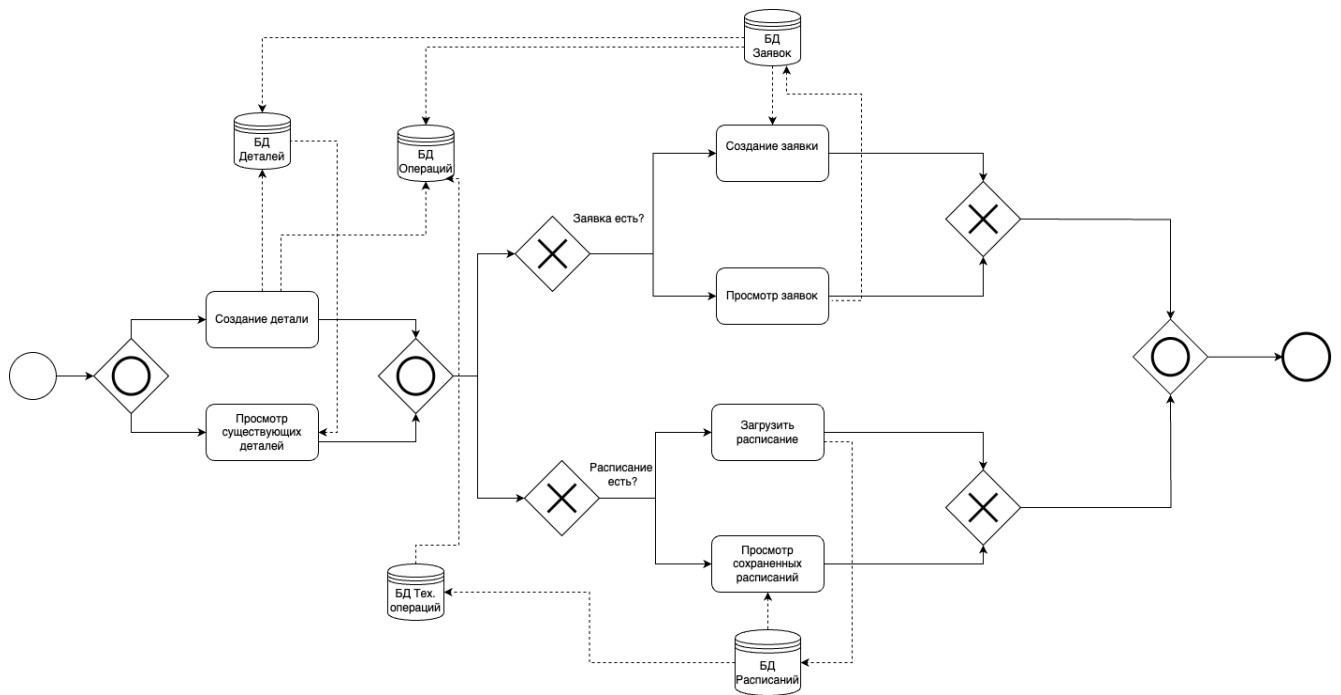 БД
Заявок
БД
Деталей
БД
Операций
Создание заявки
Заявка есть?
Просмотр заявок
Создание детали
Просмотр
существующих
деталей
Загрузить
расписание
Расписание
есть?
Просмотр
сохраненных
расписаний
БД Тех.
операций
БД
Расписаний